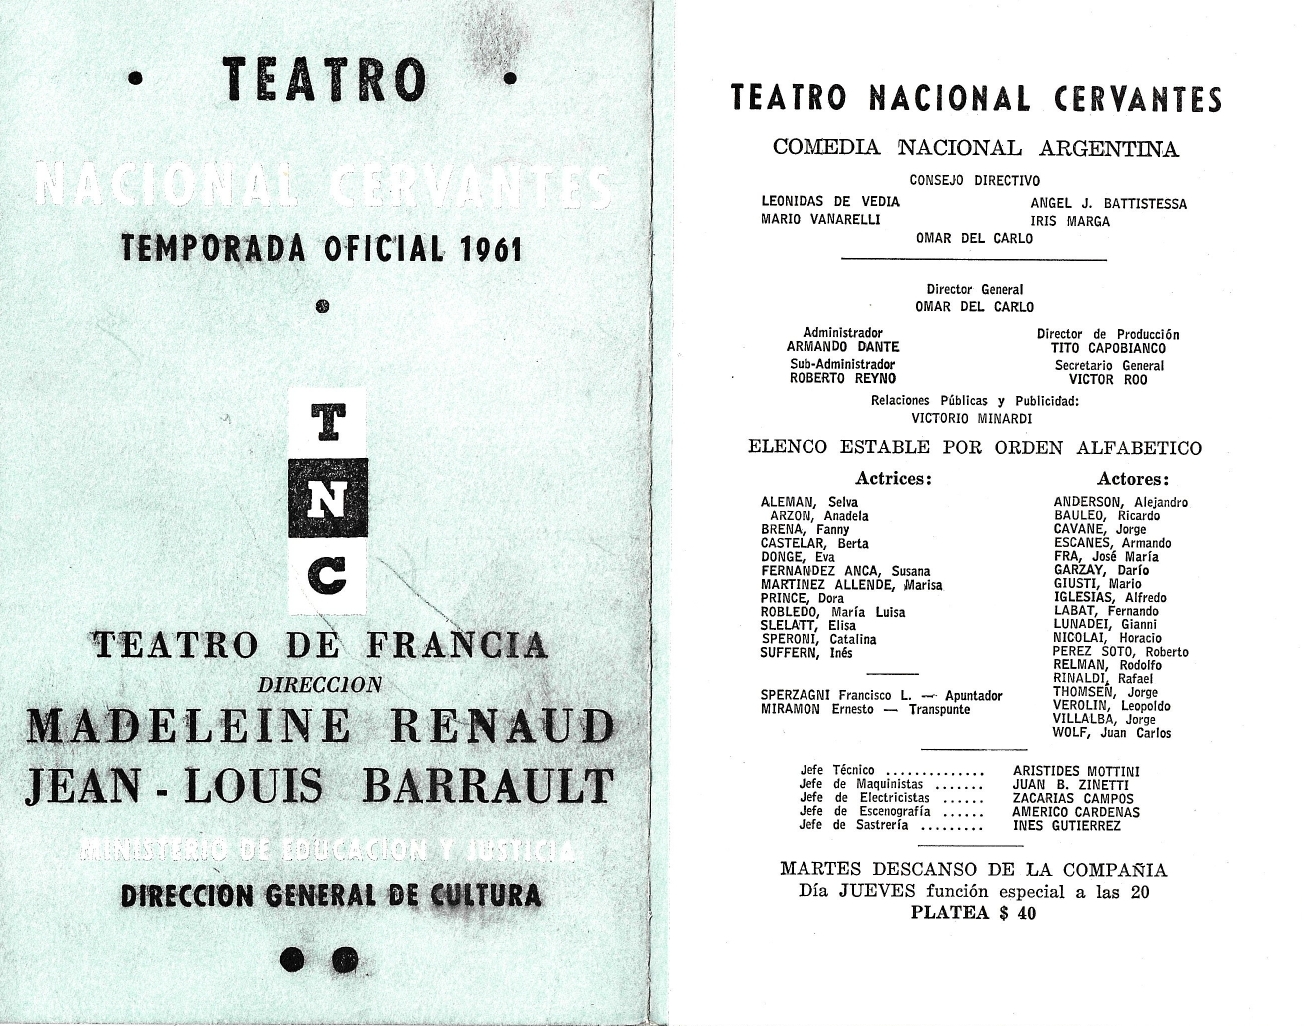 • TEATRO •
NACIONAL CERVANTES
TEMPORADA OFICIAL 1961
T
N
C
TEATRO DE FRANCIA
DIRECCION
MADELEINE RENAUD
JEAN - LOUIS BARRAULT
MINISTERIO DE EDUCACION Y JUSTICIA
DIRECCION GENERAL DE CULTURA
TEATRO NACIONAL CERVANTES
COMEDIA NACIONAL ARGENTINA
CONSEJO DIRECTIVO
LEONIDAS DE VEDIA ANGEL J. BATTISTESSA
MARIO VANARELLI IRIS MARGA
OMAR DEL CARLO
Director General
OMAR DEL CARLO
Administrador
ARMANDO DANTE
Sub-Administrador
ROBERTO REYNO
Director de Producción
TITO CAPOBIANCO
Secretario General
VICTOR ROO
Relaciones Públicas y Publicidad:
VICTORIO MINARDI
ELENCO ESTABLE POR ORDEN ALFABETICO
Actrices:
ALEMAN, Selva
ARZON, Anadela
BRENA, Fanny
CASTELAR, Berta
DONGE, Eva
FERNANDEZ ANCA, Susana
MARTINEZ ALLENDE, Marisa
PRINCE, Dora
ROBLEDO, María Luisa
SLELATT, Elisa
SPERONI, Catalina
SUFFERN, Inés
SPERZAGNI Francisco L. — Apuntador
MIRAMON Ernesto — Transpunte
Actores:
ANDERSON, Alejandro
BAULEO, Ricardo
CAVANE, Jorge
ESCANES, Armando
FRA, José María
GARZAY, Darío
GIUSTI, Mario
IGLESIAS, Alfredo
LABAT, Fernando
LUNADEI, Gianni
NICOLAI, Horacio
PEREZ SOTO, Roberto
RELMAN, Rodolfo
RINALDI, Rafael
THOMSEN, Jorge
VEROLIN, Leopoldo
VILLALBA, Jorge
WOLF, Juan Carlos
Jefe Técnico .............. ARISTIDES MOTTINI
Jefe de Maquinistas ....... JUAN B. ZINETTI
Jefe de Electricistas ...... ZACARIAS CAMPOS
Jefe de Escenografía ...... AMERICO CARDENAS
Jefe de Sastrería ......... INES GUTIERREZ
MARTES DESCANSO DE LA COMPAÑIA
Día JUEVES función especial a las 20
PLATEA $ 40